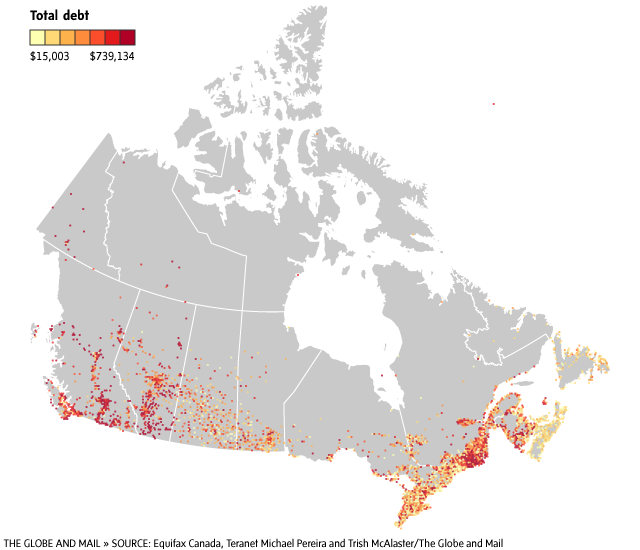 Total debt
$15,003 $739,134
THE GLOBE AND MAIL » SOURCE: Equifax Canada, Teranet Michael Pereira and Trish McAlaster/The Globe and Mail